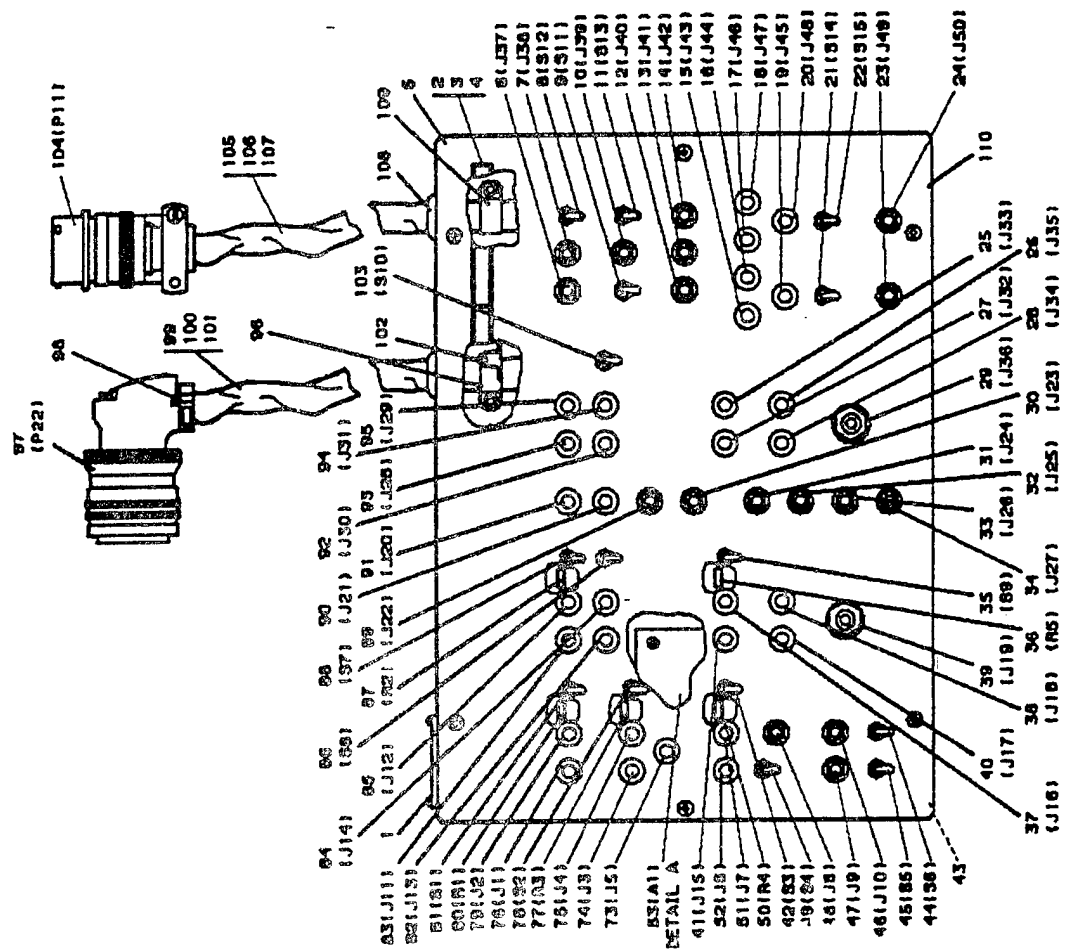 104(P11)
105
106
107
97
(P22)
98
99
100
101
96
103
(S10)
102
108
109
2
3
4
5
6(J37)
7(J38)
8(S12)
9(S11)
10(J39)
11(S13)
12(J40)
13(J41)
14(J42)
15(J43)
16(J44)
17(J46)
18(J47)
19(J45)
20(J48)
21(S14)
22(S15)
23(J49)
24(J50)
110
25
(J33)
26
(J35)
27
(J32)
28
(J34)
29
(J36)
30
(J23)
31
(J24)
32
(J25)
33
(J26)
34
(J27)
35
(S9)
36
(R5)
39
(J19)
38
(J18)
40
(J17)
37
(J16)
43
95
(J29)
94
(J31)
93
(J28)
92
(J30)
91
(J20)
90
(J21)
89
(J22)
88
(S7)
87
(R2)
86
(S8)
85
(J12)
84
(J14)
1
83(J11)
82(J13)
81(S1)
80(R1)
79(J2)
78(J1)
76(S2)
77(R3)
75(J4)
74(J3)
73(J5)
53(A1)
DETAIL A
41(J15)
52(J6)
51(J7)
50(R4)
42(S3)
49(S4)
48(J8)
47(J9)
46(J10)
45(S5)
44(S6)